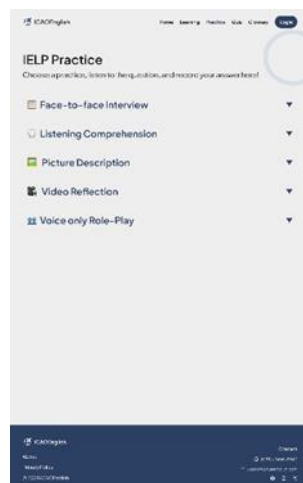 ICAOEnglish
Home Learning Practice Quiz Glossary Login
IELP Practice
Choose a practice, listen to the question, and record your answer here!
Face-to-face Interview
Listening Comprehension
Picture Description
Video Reflection
Voice only Role-Play
ICAOEnglish
Contact